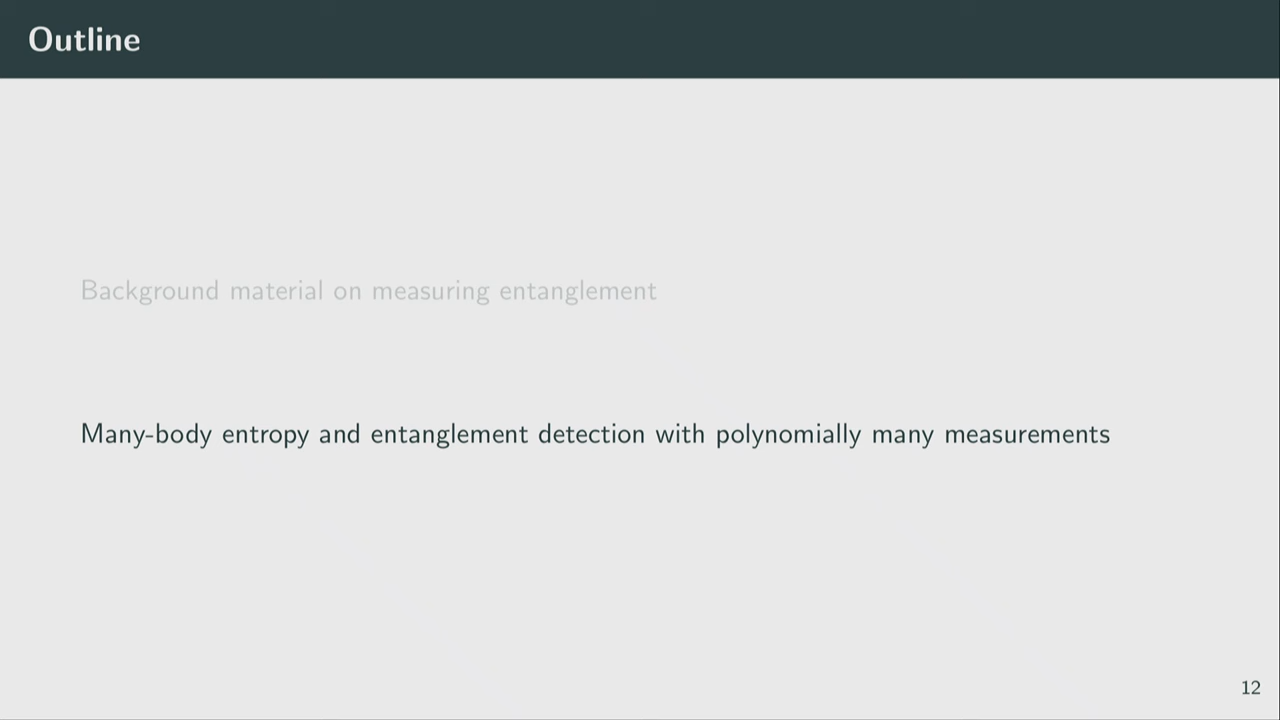 Outline
Background material on measuring entanglement
Many-body entropy and entanglement detection with polynomially many measurements
12